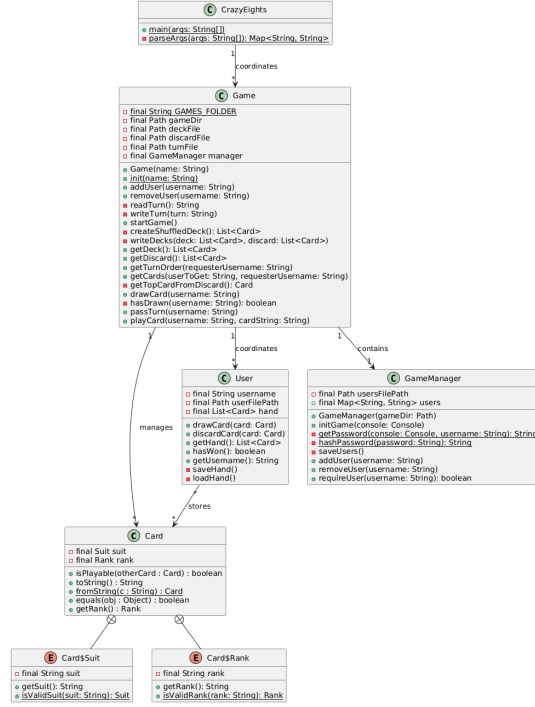 C CrazyEights
main(args: String[])
parseArgs(args: String[]): Map<String, String>
1
coordinates
*
C Game
final String GAMES_FOLDER
final Path gameDir
final Path deckFile
final Path discardFile
final Path turnFile
final GameManager manager
Game(name: String)
init(name: String)
addUser(username: String)
removeUser(username: String)
readTurn(): String
writeTurn(turn: String)
startGame()
createShuffledDeck(): List<Card>
writeDecks(deck: List<Card>, discard: List<Card>)
getDeck(): List<Card>
getDiscard(): List<Card>
getTurnOrder(requesterUsername: String)
getCards(userToGet: String, requesterUsername: String)
getTopCardFromDiscard(): Card
drawCard(username: String)
hasDrawn(username: String): boolean
passTurn(username: String)
playCard(username: String, cardString: String)
1 1 1
coordinates contains
* 1
manages
C User
final String username
final Path userFilePath
final List<Card> hand
drawCard(card: Card)
discardCard(card: Card)
getHand(): List<Card>
hasWon(): boolean
getUsername(): String
saveHand()
loadHand()
C GameManager
final Path usersFilePath
final Map<String, String> users
GameManager(gameDir: Path)
initGame(console: Console)
getPassword(console: Console, username: String): String
hashPassword(password: String): String
saveUsers()
addUser(username: String)
removeUser(username: String)
requireUser(username: String): boolean
*
stores
* *
C Card
final Suit suit
final Rank rank
isPlayable(otherCard : Card) : boolean
toString() : String
fromString(c : String) : Card
equals(obj : Object) : boolean
getRank() : Rank
E Card$Suit
final String suit
getSuit(): String
isValidSuit(suit: String): Suit
E Card$Rank
final String rank
getRank(): String
isValidRank(rank: String): Rank